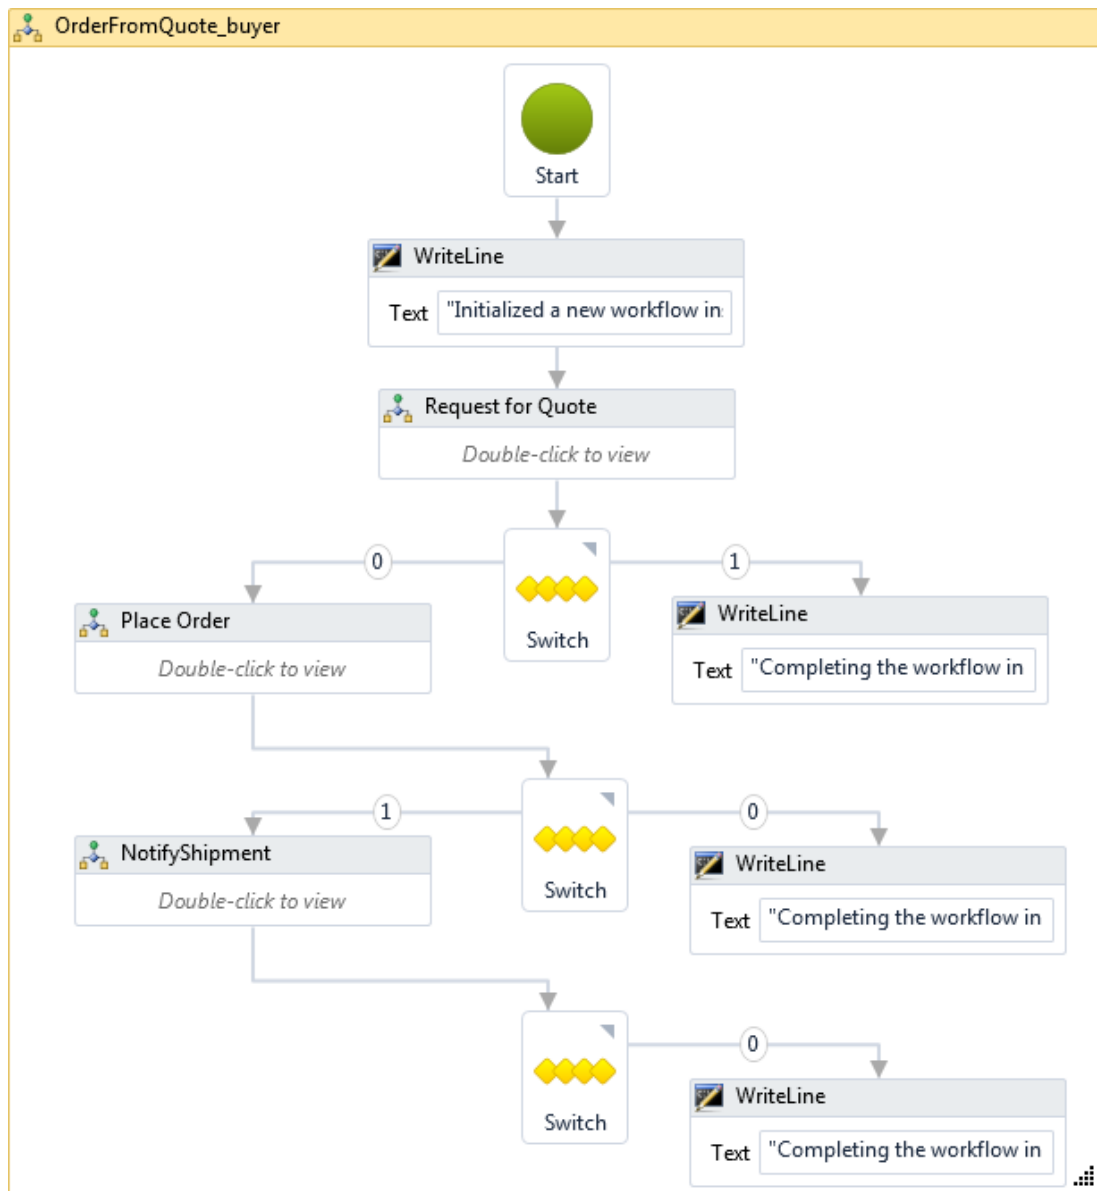 OrderFromQuote_buyer
Start
WriteLine
Text "Initialized a new workflow in
Request for Quote
Double-click to view
0
1
Switch
Place Order
Double-click to view
WriteLine
Text "Completing the workflow in
1
0
Switch
NotifyShipment
Double-click to view
WriteLine
Text "Completing the workflow in
0
Switch
WriteLine
Text "Completing the workflow in